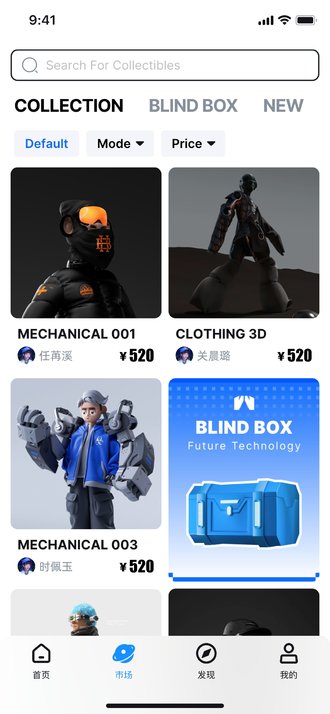 9:41
Search For Collectibles
COLLECTION BLIND BOX NEW
Default Mode Price
MECHANICAL 001
任苒溪 ¥520
CLOTHING 3D
关晨璐 ¥520
BLIND BOX
Future Technology
MECHANICAL 003
时佩玉 ¥520
首页 市场 发现 我的